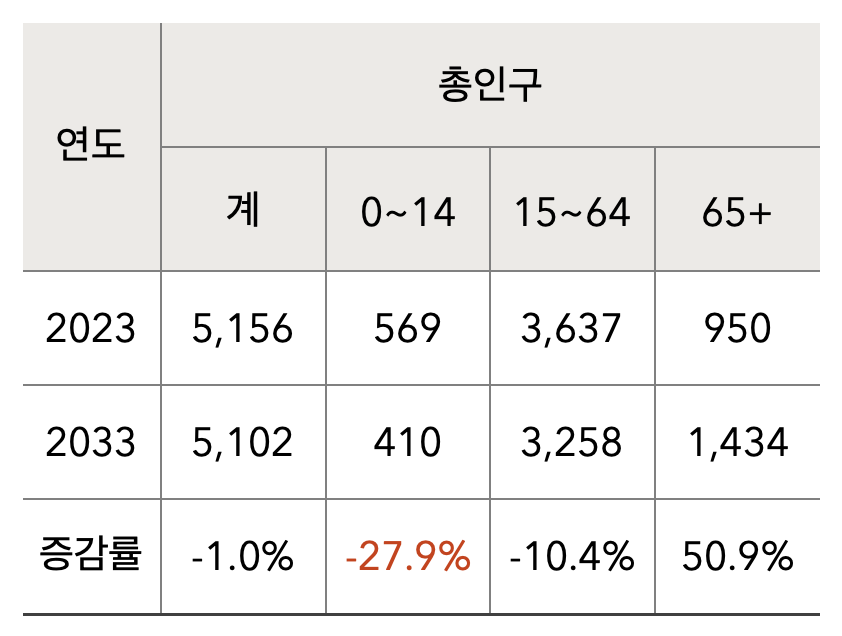 연도 총인구
계 0~14 15~64 65+
2023 5,156 569 3,637 950
2033 5,102 410 3,258 1,434
증감률 -1.0% -27.9% -10.4% 50.9%